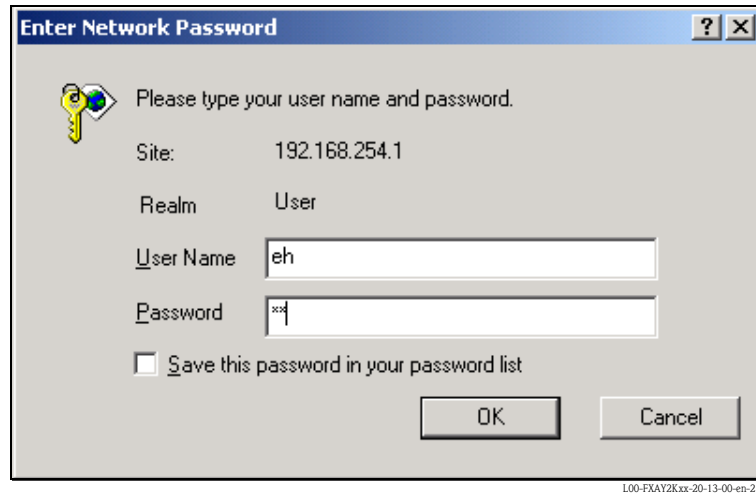 Enter Network Password
Please type your user name and password.
Site: 192.168.254.1
Realm User
User Name eh
Password **
Save this password in your password list
OK Cancel
L00-FXAY2Kxx-20-13-00-en-2